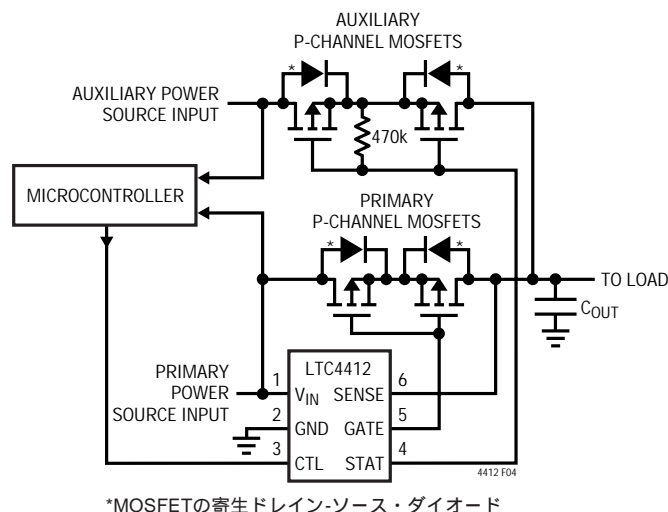 AUXILIARY
P-CHANNEL MOSFETS
*
*
AUXILIARY POWER
SOURCE INPUT
470k
MICROCONTROLLER
PRIMARY
P-CHANNEL MOSFETS
*
*
TO LOAD
COUT
PRIMARY
POWER
SOURCE INPUT
LTC4412
1
VIN
SENSE
6
2
GND
GATE
5
3
CTL
STAT
4
4412 F04
*MOSFETの寄生ドレイン-ソース・ダイオード